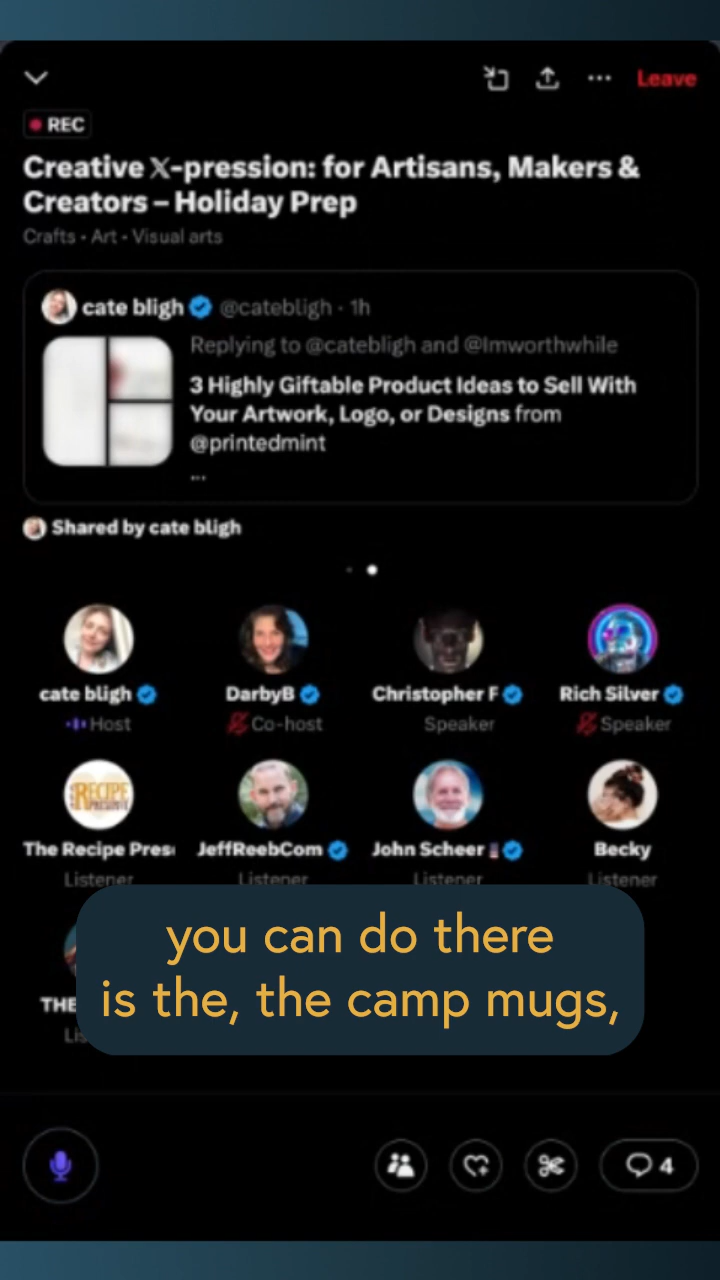 Leave
REC
Creative 𝕏-pression: for Artisans, Makers &
Creators – Holiday Prep
Crafts • Art • Visual arts
cate bligh @catebligh · 1h
Replying to @catebligh and @Imworthwhile
3 Highly Giftable Product Ideas to Sell With
Your Artwork, Logo, or Designs from
@printedmint
...
Shared by cate bligh
cate bligh DarbyB Christopher F Rich Silver
Host Co-host Speaker Speaker
RECIPE
The Recipe Pres JeffReebCom John Scheer Becky
Listener Listener Listener Listener
you can do there
is the, the camp mugs,
THE
Lis
4